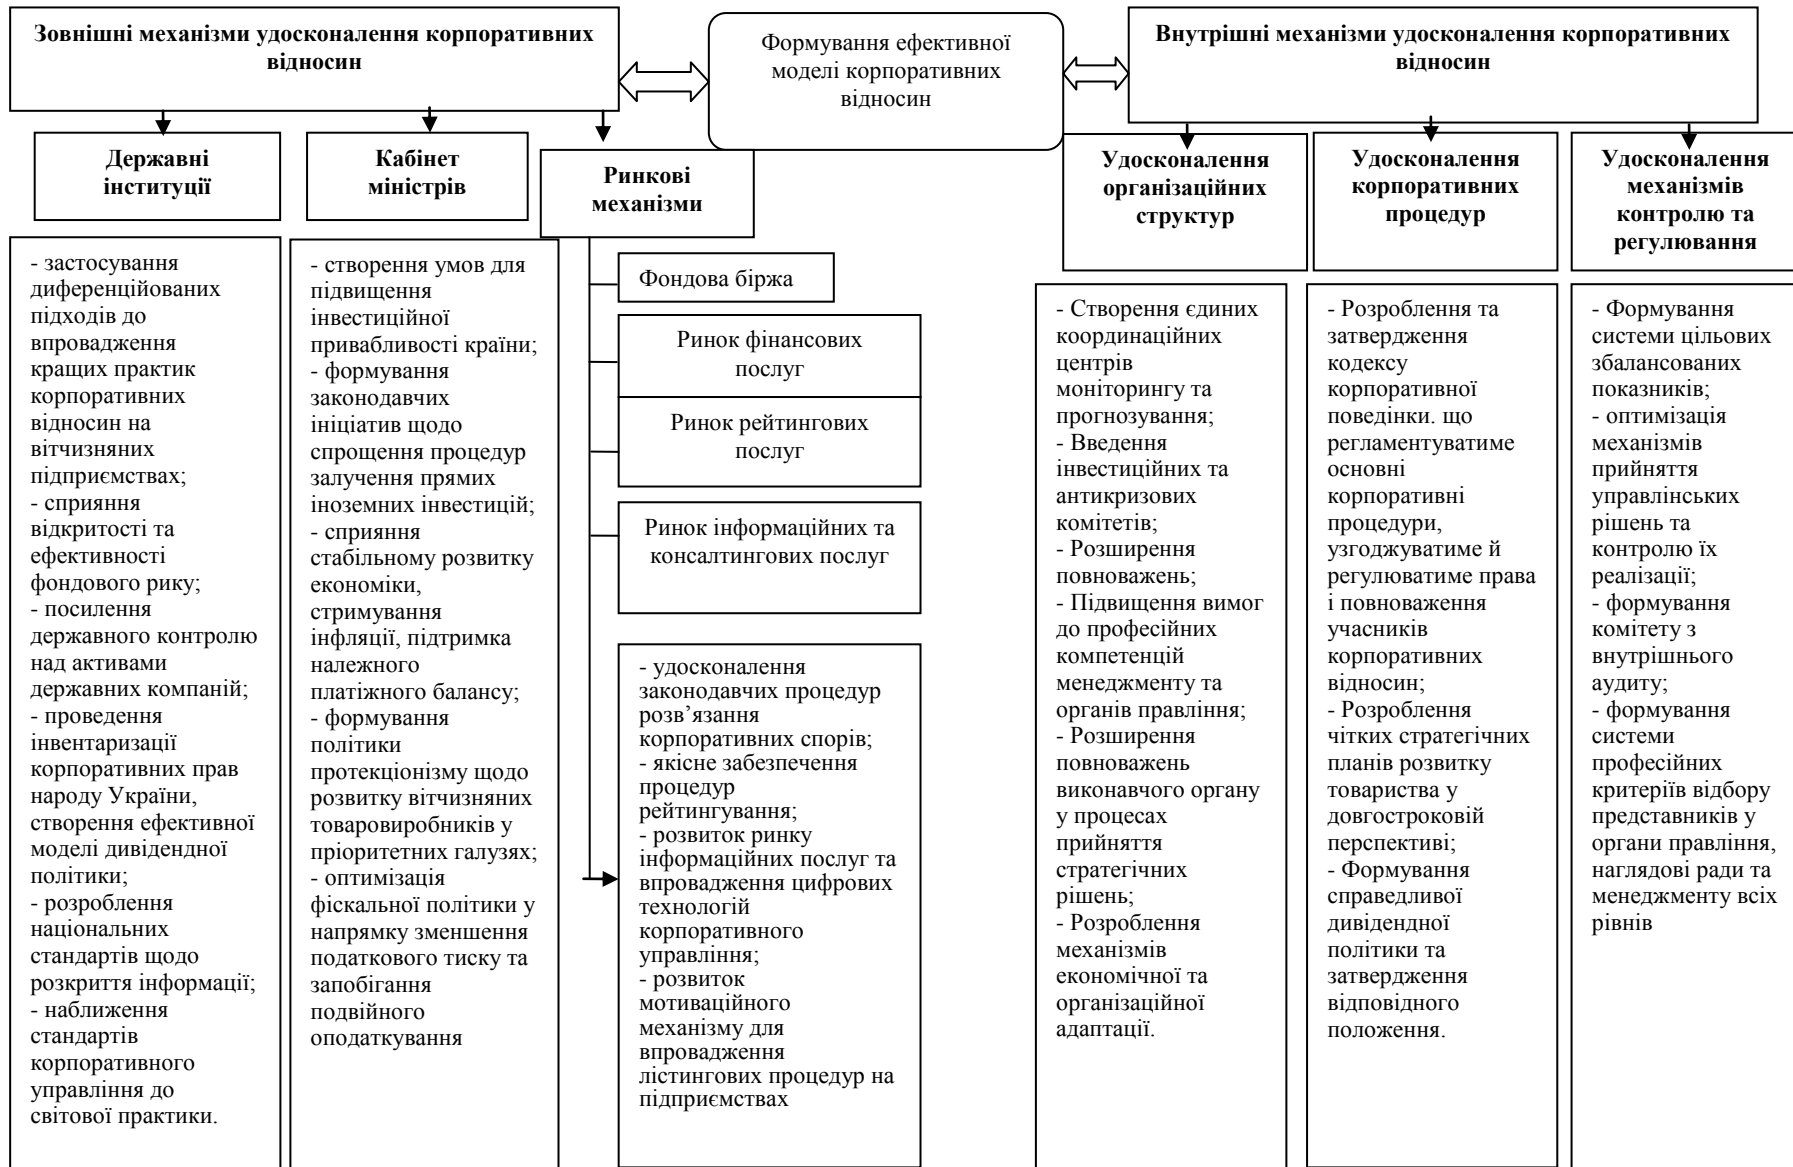 Зовнішні механізми удосконалення корпоративних
відносин
Формування ефективної
моделі корпоративних
відносин
Внутрішні механізми удосконалення корпоративних
відносин
Державні
інституції
Кабінет
міністрів
Ринкові
механізми
Удосконалення
організаційних
структур
Удосконалення
корпоративних
процедур
Удосконалення
механізмів
контролю та
регулювання
- застосування
диференційованих
підходів до
впровадження
кращих практик
корпоративних
відносин на
вітчизняних
підприємствах;
- сприяння
відкритості та
ефективності
фондового рику;
- посилення
державного контролю
над активами
державних компаній;
- проведення
інвентаризації
корпоративних прав
народу України,
створення ефективної
моделі дивідендної
політики;
- розроблення
національних
стандартів щодо
розкриття інформації;
- наближення
стандартів
корпоративного
управління до
світової практики.
- створення умов для
підвищення
інвестиційної
привабливості країни;
- формування
законодавчих
ініціатив щодо
спрощення процедур
залучення прямих
іноземних інвестицій;
- сприяння
стабільному розвитку
економіки,
стримування
інфляції, підтримка
належного
платіжного балансу;
- формування
політики
протекціонізму щодо
розвитку вітчизняних
товаровиробників у
пріоритетних галузях;
- оптимізація
фіскальної політики у
напрямку зменшення
податкового тиску та
запобігання
подвійного
оподаткування
Фондова біржа
Ринок фінансових
послуг
Ринок рейтингових
послуг
Ринок інформаційних та
консалтингових послуг
- удосконалення
законодавчих процедур
розв’язання
корпоративних спорів;
- якісне забезпечення
процедур
рейтингування;
- розвиток ринку
інформаційних послуг та
впровадження цифрових
технологій
корпоративного
управління;
- розвиток
мотиваційного
механізму для
впровадження
лістингових процедур на
підприємствах
- Створення єдиних
координаційних
центрів
моніторингу та
прогнозування;
- Введення
інвестиційних та
антикризових
комітетів;
- Розширення
повноважень;
- Підвищення вимог
до професійних
компетенцій
менеджменту та
органів правління;
- Розширення
повноважень
виконавчого органу
у процесах
прийняття
стратегічних
рішень;
- Розроблення
механізмів
економічної та
організаційної
адаптації.
- Розроблення та
затвердження
кодексу
корпоративної
поведінки. що
регламентуватиме
основні
корпоративні
процедури,
узгоджуватиме й
регулюватиме права
і повноваження
учасників
корпоративних
відносин;
- Розроблення
чітких стратегічних
планів розвитку
товариства у
довгостроковій
перспективі;
- Формування
справедливої
дивідендної
політики та
затвердження
відповідного
положення.
- Формування
системи цільових
збалансованих
показників;
- оптимізація
механізмів
прийняття
управлінських
рішень та
контролю їх
реалізації;
- формування
комітету з
внутрішнього
аудиту;
- формування
системи
професійних
критеріїв відбору
представників у
органи правління,
наглядові ради та
менеджменту всіх
рівнів